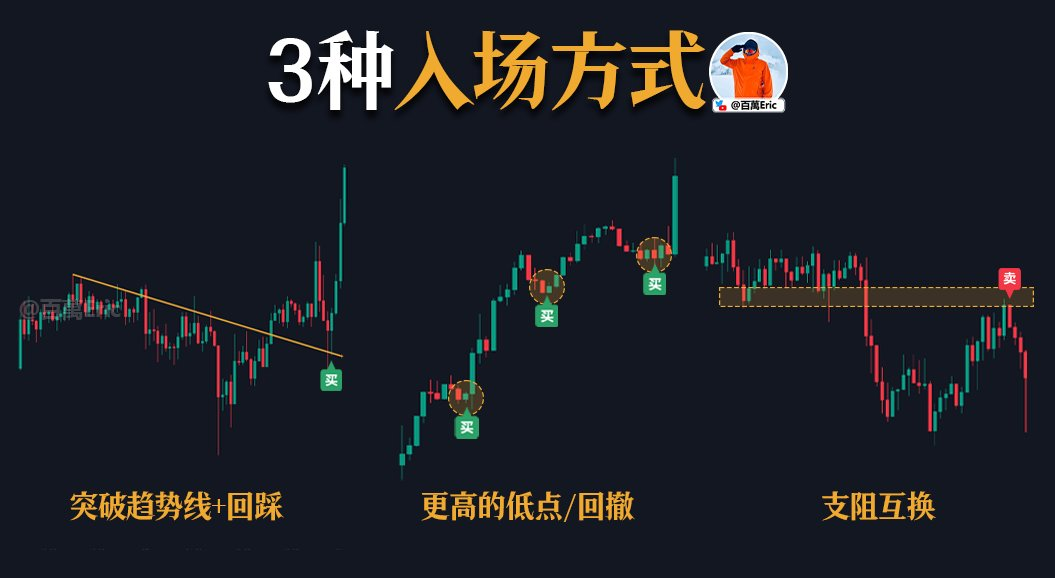 3种入场方式
@百萬Eric
@百萬Eric
卖
买
买
买
买
突破趋势线+回踩
更高的低点/回撤
支阻互换